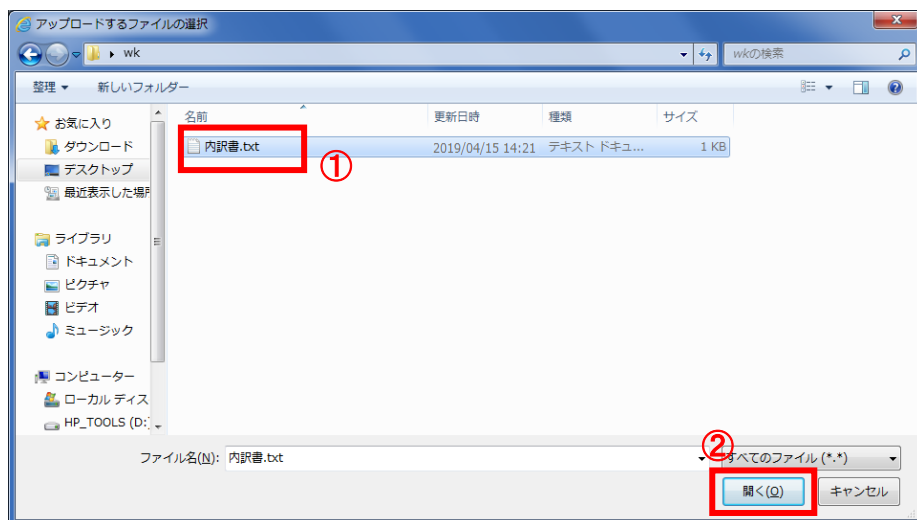 アップロードするファイルの選択
wk
wkの検索
整理 新しいフォルダー
名前 更新日時 種類 サイズ
内訳書.txt 2019/04/15 14:21 テキスト ドキュ... 1 KB
①
お気に入り
ダウンロード
デスクトップ
最近表示した場所
ライブラリ
ドキュメント
ピクチャ
ビデオ
ミュージック
コンピューター
ローカル ディス
HP_TOOLS (D:)
②
ファイル名(N): 内訳書.txt すべてのファイル (*.*)
開く(O) キャンセル